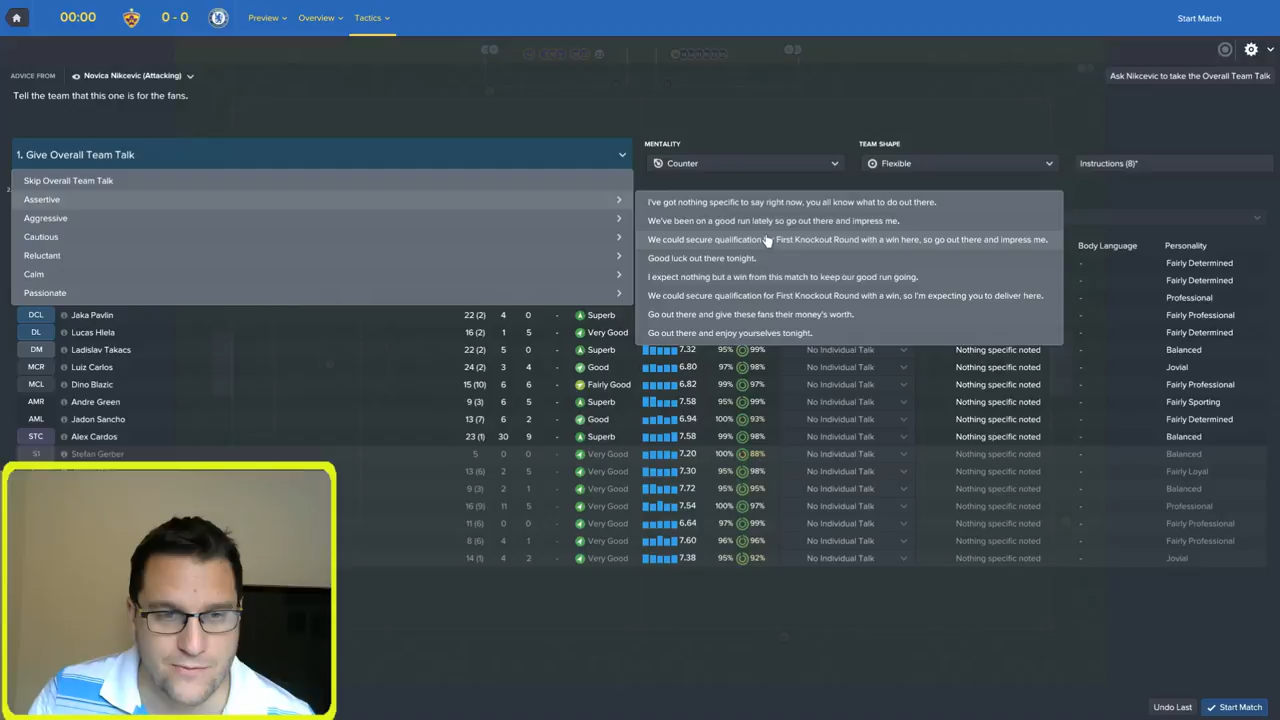 00:00 0 - 0 Preview Overview Tactics Start Match
ADVICE FROM Novica Nikcevic (Attacking) Ask Nikcevic to take the Overall Team Talk
Tell the team that this one is for the fans.
MENTALITY TEAM SHAPE
1. Give Overall Team Talk Counter Flexible Instructions (8)*
Skip Overall Team Talk
Assertive I've got nothing specific to say right now, you all know what to do out there.
Aggressive We've been on a good run lately so go out there and impress me.
Cautious We could secure qualification First Knockout Round with a win here, so go out there and impress me. Body Language Personality
Reluctant Good luck out there tonight. - Fairly Determined
Calm I expect nothing but a win from this match to keep our good run going. - Fairly Determined
Passionate We could secure qualification for First Knockout Round with a win, so I'm expecting you to deliver here. - Professional
DCL Jaka Pavlin 22 (2) 4 0 - Superb Go out there and give these fans their money's worth. - Fairly Determined
DL Lucas Hlela 16 (2) 1 5 - Very Good Go out there and enjoy yourselves tonight. - Fairly Determined
DM Ladislav Takacs 22 (2) 5 0 - Superb 7.32 95% 99% No Individual Talk Nothing specific noted - Balanced
MCR Luiz Carlos 24 (2) 3 4 - Good 6.80 97% 98% No Individual Talk Nothing specific noted - Jovial
MCL Dino Blazic 15 (10) 6 6 - Fairly Good 6.82 99% 97% No Individual Talk Nothing specific noted - Fairly Professional
AMR Andre Green 9 (3) 6 5 - Superb 7.58 95% 99% No Individual Talk Nothing specific noted - Fairly Sporting
AML Jadon Sancho 13 (7) 6 2 - Good 6.94 100% 93% No Individual Talk Nothing specific noted - Fairly Determined
STC Alex Cardos 23 (1) 30 9 - Superb 7.58 99% 98% No Individual Talk Nothing specific noted - Balanced
S1 Stefan Gerber 5 0 0 - Very Good 7.20 100% 88% No Individual Talk Nothing specific noted - Balanced
13 (6) 2 5 - Very Good 7.30 95% 98% No Individual Talk Nothing specific noted - Fairly Loyal
9 (3) 2 1 - Very Good 7.72 95% 95% No Individual Talk Nothing specific noted - Balanced
16 (9) 11 5 - Very Good 7.54 100% 97% No Individual Talk Nothing specific noted - Professional
11 (6) 0 0 - Very Good 6.64 97% 99% No Individual Talk Nothing specific noted - Fairly Professional
8 (6) 4 1 - Very Good 7.60 96% 96% No Individual Talk Nothing specific noted - Fairly Professional
14 (1) 4 2 - Very Good 7.38 95% 92% No Individual Talk Nothing specific noted - Jovial
Undo Last Start Match